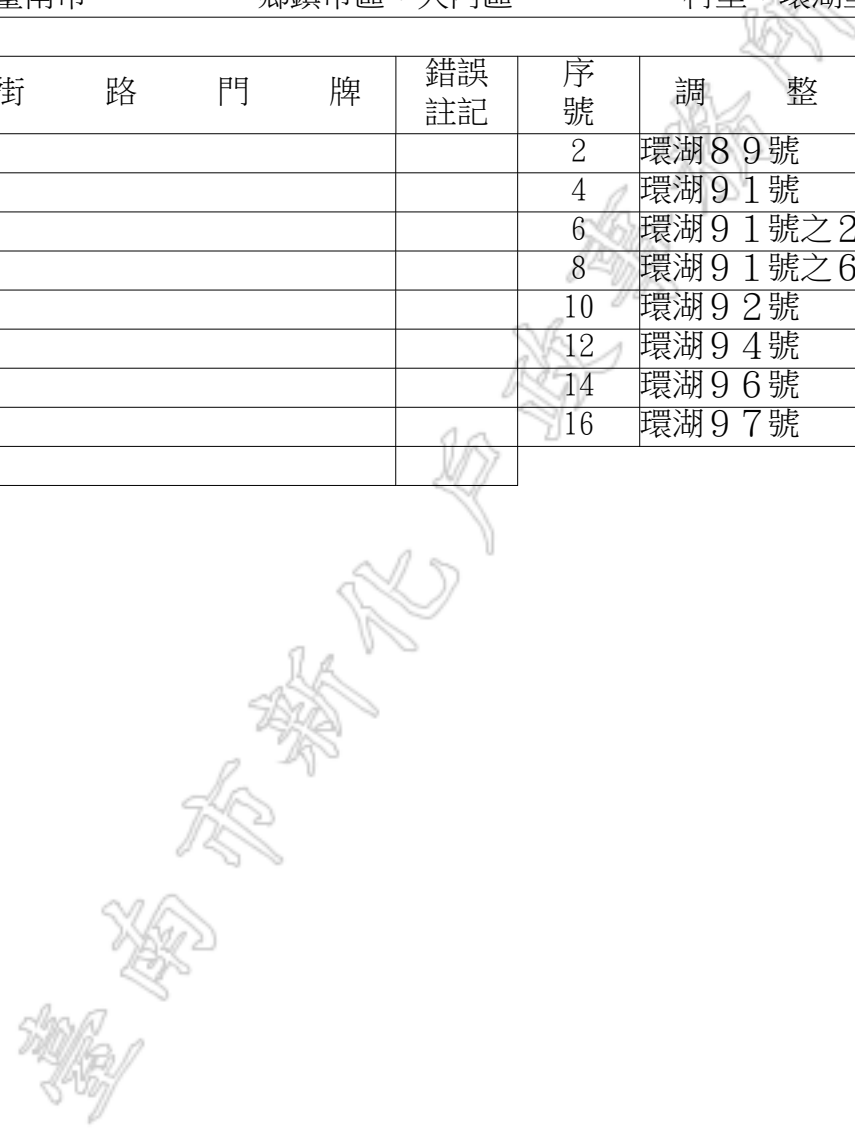 臺南市 鄉鎮市區：大內區 村里：環湖里
街 路 門 牌 錯誤註記 序號 調 整
2 環湖８９號
4 環湖９１號
6 環湖９１號之２
8 環湖９１號之６
10 環湖９２號
12 環湖９４號
14 環湖９６號
16 環湖９７號
臺南市新化戶政事務所